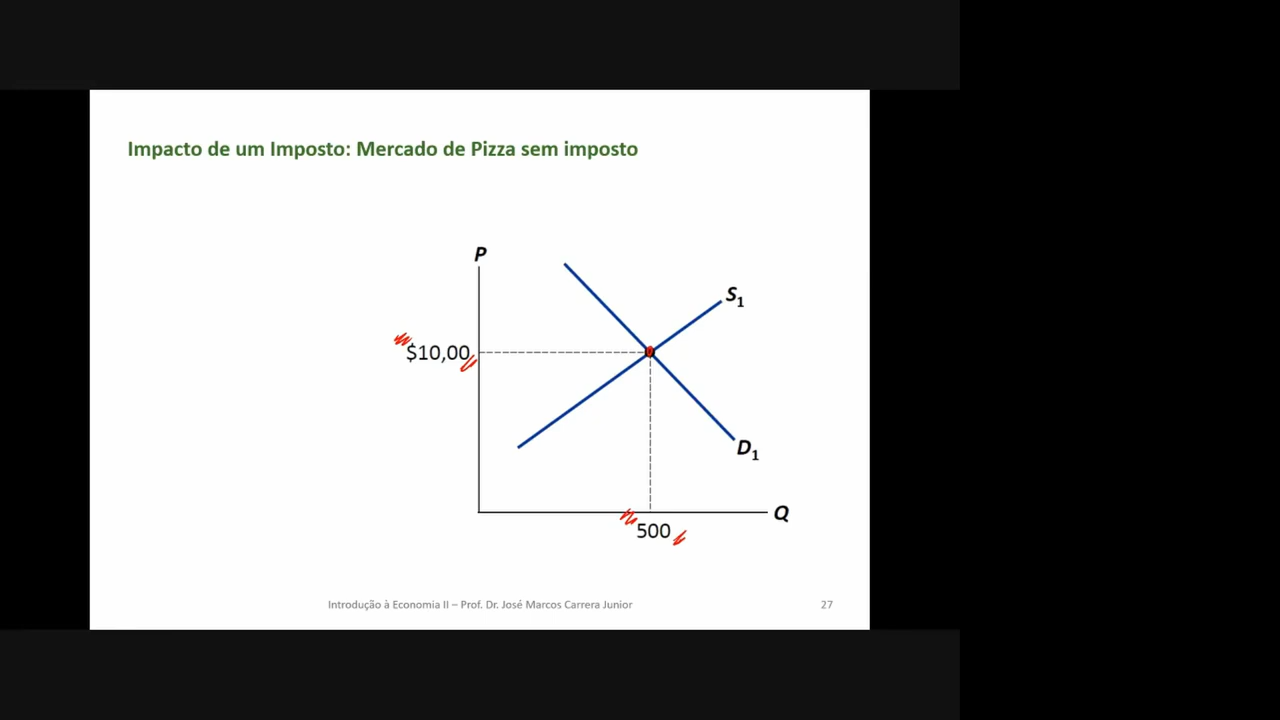 Impacto de um Imposto: Mercado de Pizza sem imposto
P
S1
$10,00
D1
Q
500
Introdução à Economia II – Prof. Dr. José Marcos Carrera Junior
27